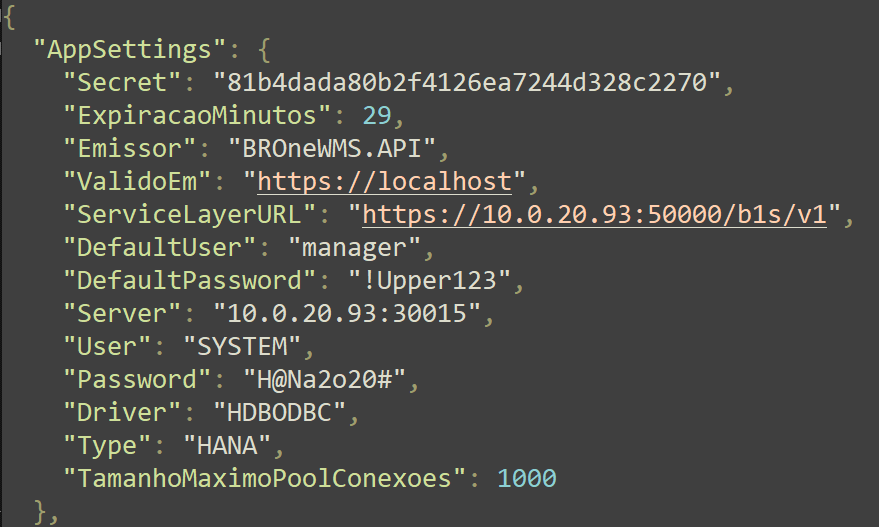 {
"AppSettings": {
"Secret": "81b4dada80b2f4126ea7244d328c2270",
"ExpiracaoMinutos": 29,
"Emissor": "BROneWMS.API",
"ValidoEm": "https://localhost",
"ServiceLayerURL": "https://10.0.20.93:50000/b1s/v1",
"DefaultUser": "manager",
"DefaultPassword": "!Upper123",
"Server": "10.0.20.93:30015",
"User": "SYSTEM",
"Password": "H@Na2o20#",
"Driver": "HDBODBC",
"Type": "HANA",
"TamanhoMaximoPoolConexoes": 1000
},